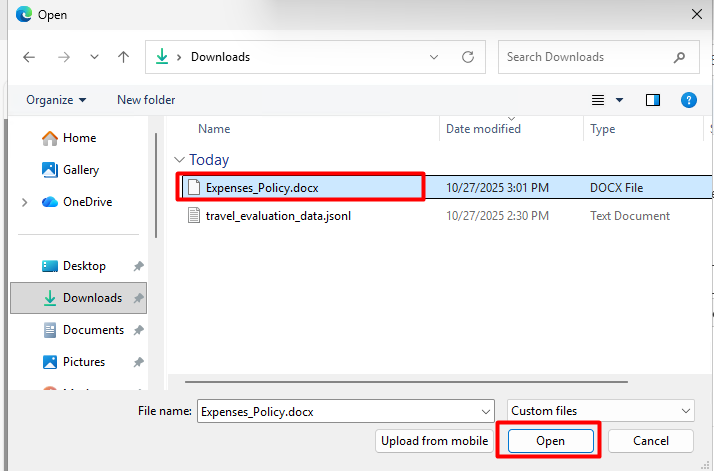 Open
Downloads
Search Downloads
Organize
New folder
Home
Gallery
OneDrive
Desktop
Downloads
Documents
Pictures
Name
Date modified
Type
Today
Expenses_Policy.docx 10/27/2025 3:01 PM DOCX File
travel_evaluation_data.jsonl 10/27/2025 2:30 PM Text Document
File name: Expenses_Policy.docx
Custom files
Upload from mobile
Open
Cancel